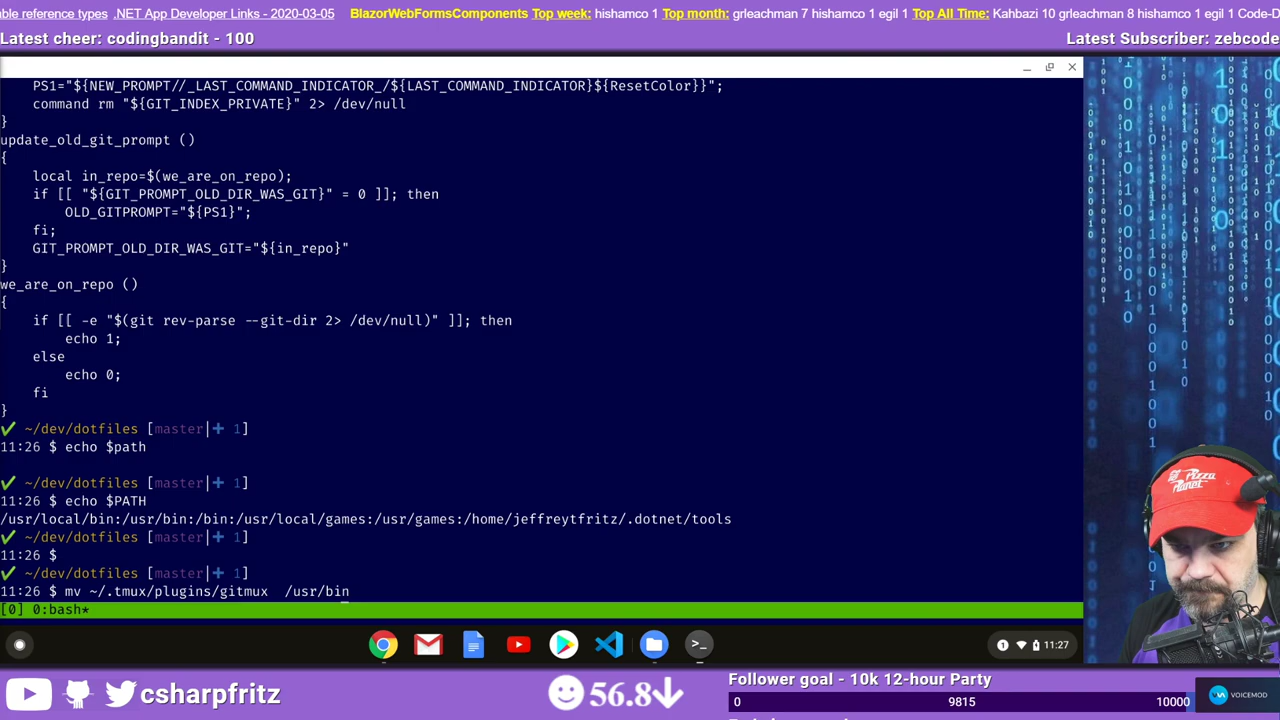 ble reference types  .NET App Developer Links - 2020-03-05  BlazorWebFormsComponents Top week: hishamco 1 Top month: grleachman 7 hishamco 1 egil 1 Top All Time: Kahbazi 10 grleachman 8 hishamco 1 egil 1 Code-D
Latest cheer: codingbandit - 100
Latest Subscriber: zebcode
PS1="${NEW_PROMPT//_LAST_COMMAND_INDICATOR_/${LAST_COMMAND_INDICATOR}${ResetColor}}";
command rm "${GIT_INDEX_PRIVATE}" 2> /dev/null
}
update_old_git_prompt ()
{
local in_repo=$(we_are_on_repo);
if [[ "${GIT_PROMPT_OLD_DIR_WAS_GIT}" = 0 ]]; then
OLD_GITPROMPT="${PS1}";
fi;
GIT_PROMPT_OLD_DIR_WAS_GIT="${in_repo}"
}
we_are_on_repo ()
{
if [[ -e "$(git rev-parse --git-dir 2> /dev/null)" ]]; then
echo 1;
else
echo 0;
fi
}
✔ ~/dev/dotfiles [master|✚ 1]
11:26 $ echo $path
✔ ~/dev/dotfiles [master|✚ 1]
11:26 $ echo $PATH
/usr/local/bin:/usr/bin:/bin:/usr/local/games:/usr/games:/home/jeffreytfritz/.dotnet/tools
✔ ~/dev/dotfiles [master|✚ 1]
11:26 $
✔ ~/dev/dotfiles [master|✚ 1]
11:26 $ mv ~/.tmux/plugins/gitmux  /usr/bin
[0] 0:bash*
1 11:27
csharpfritz
56.8
Follower goal - 10k 12-hour Party
0 9815 10000
VOICEMOD
Pizza Planet